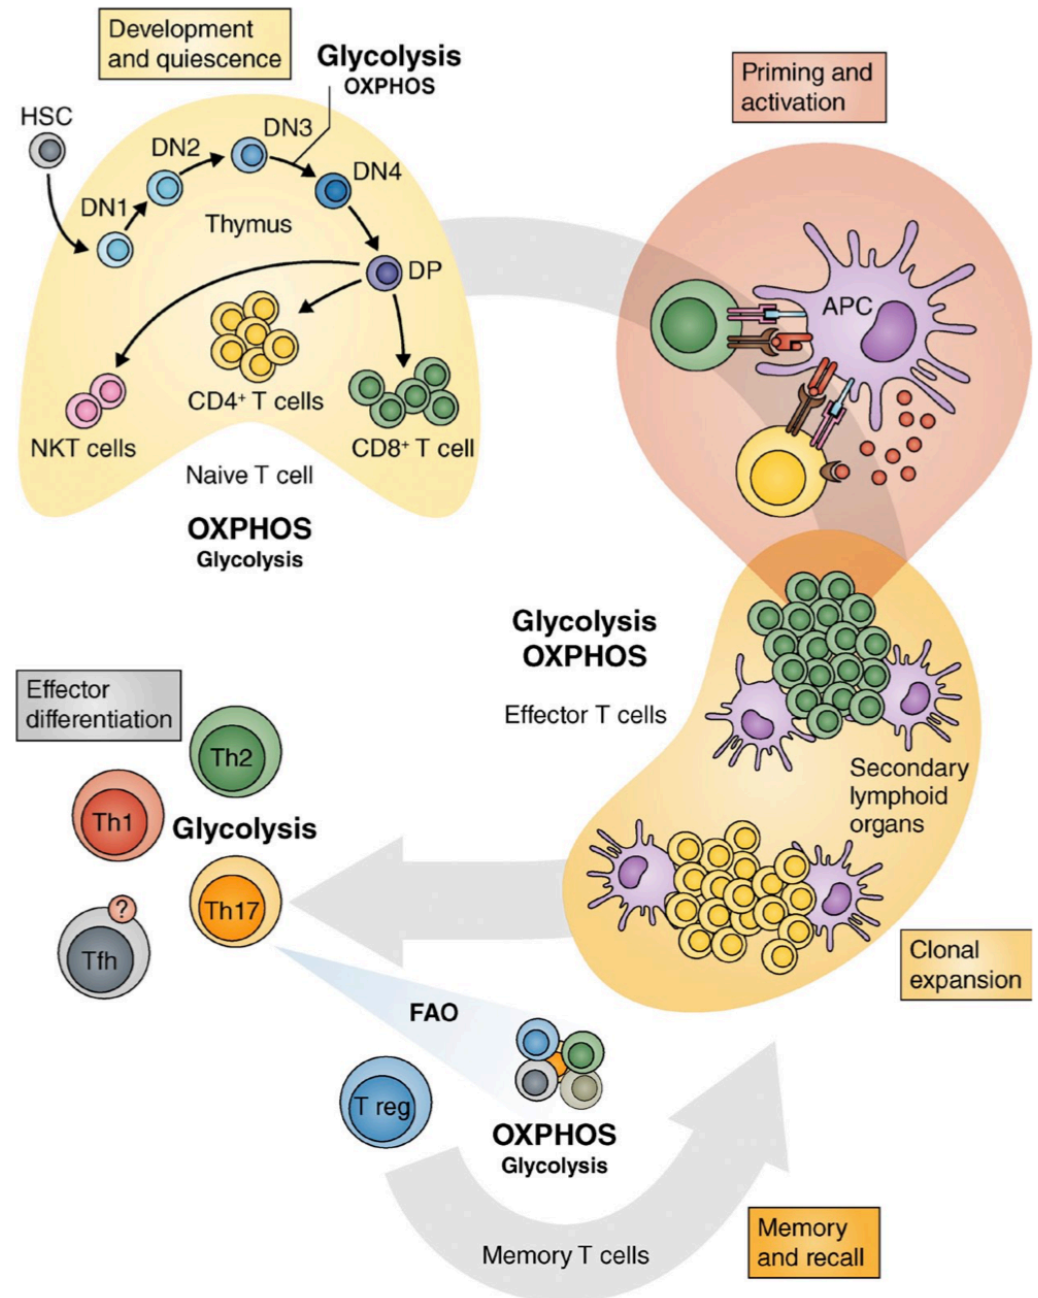 Development
and quiescence
Glycolysis
OXPHOS
HSC
DN1
DN2
DN3
DN4
Thymus
DP
NKT cells
CD4⁺ T cells
CD8⁺ T cell
Naive T cell
OXPHOS
Glycolysis
Priming and
activation
APC
Glycolysis
OXPHOS
Effector T cells
Secondary
lymphoid
organs
Clonal
expansion
Effector
differentiation
Th2
Th1
Glycolysis
Th17
?
Tfh
FAO
T reg
OXPHOS
Glycolysis
Memory T cells
Memory
and recall